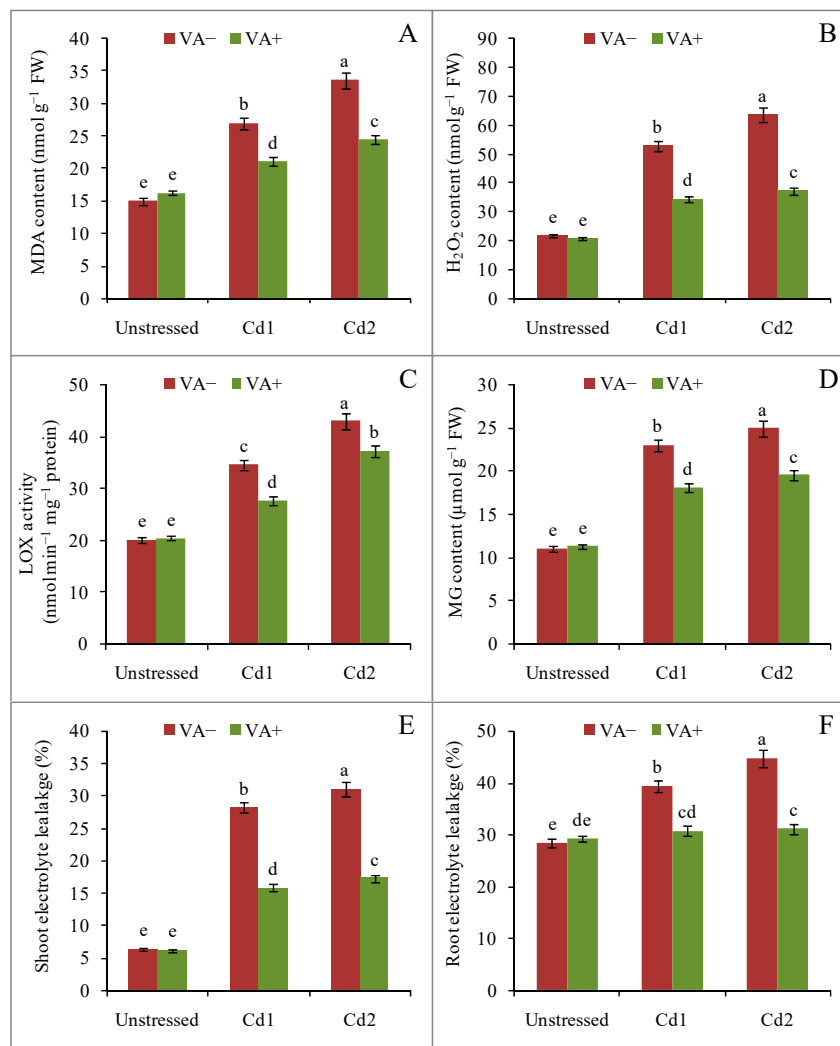 VA− VA+ A
MDA content (nmol g⁻¹ FW)
40
35
30
25
20
15
10
5
0
e e b d a c
Unstressed Cd1 Cd2
VA− VA+ B
H₂O₂ content (nmol g⁻¹ FW)
90
80
70
60
50
40
30
20
10
0
e e b d a c
Unstressed Cd1 Cd2
VA− VA+ C
LOX activity
(nmol min⁻¹ mg⁻¹ protein)
50
40
30
20
10
0
e e c d a b
Unstressed Cd1 Cd2
VA− VA+ D
MG content (µmol g⁻¹ FW)
30
25
20
15
10
5
0
e e b d a c
Unstressed Cd1 Cd2
VA− VA+ E
Shoot electrolyte lealakge (%)
40
35
30
25
20
15
10
5
0
e e b d a c
Unstressed Cd1 Cd2
VA− VA+ F
Root electrolyte lealakge (%)
50
40
30
20
10
0
e de b cd a c
Unstressed Cd1 Cd2